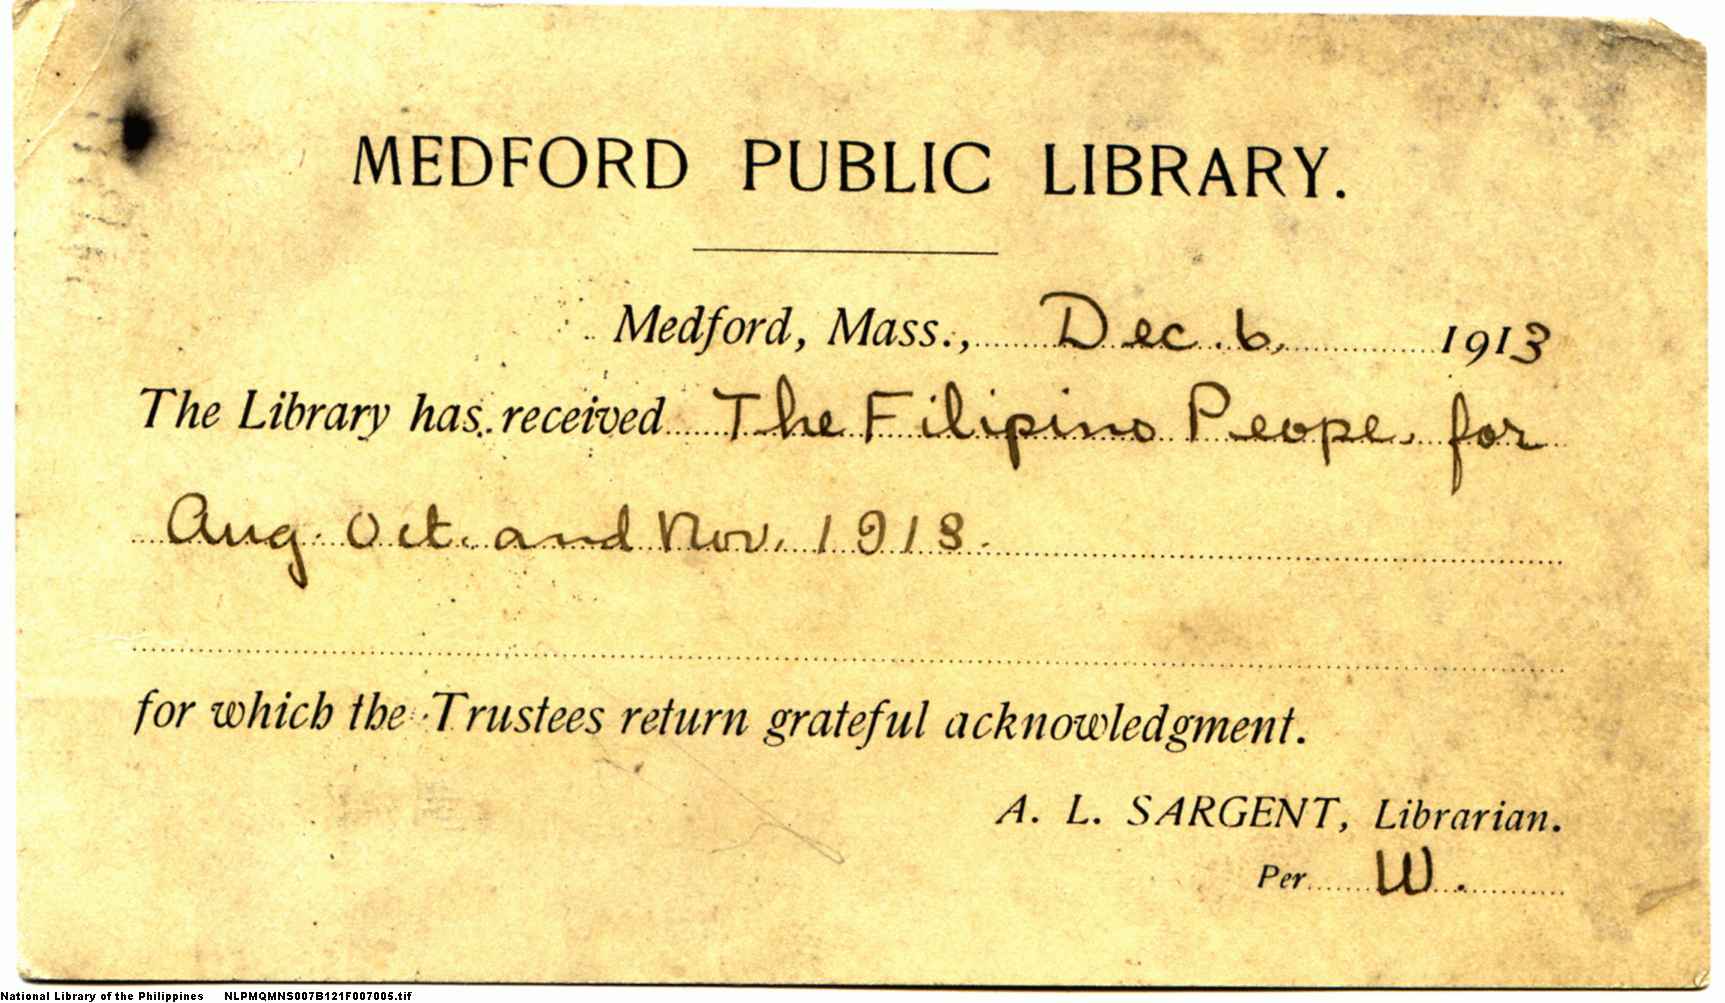 MEDFORD PUBLIC LIBRARY.
Medford, Mass., Dec. 6, 1913
The Library has received The Filipino Peope, for
Aug. Oct. and Nov. 1913.
for which the Trustees return grateful acknowledgment.
A. L. SARGENT, Librarian.
Per W.
National Library of the Philippines NLPMQMNS007B121F007005.tif